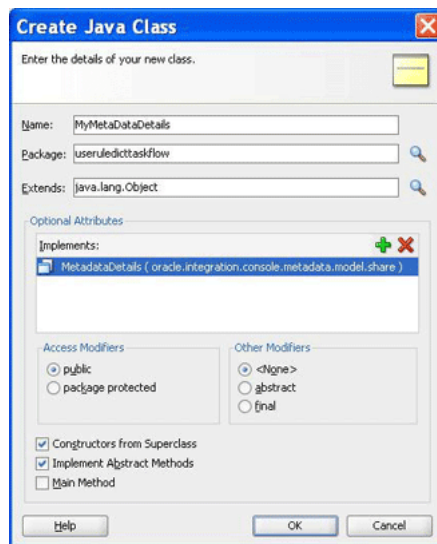 Create Java Class
Enter the details of your new class.
Name: MyMetaDataDetails
Package: useruledicttaskflow
Extends: java.lang.Object
Optional Attributes
Implements:
MetadataDetails ( oracle.integration.console.metadata.model.share )
Access Modifiers
public
package protected
Other Modifiers
<None>
abstract
final
Constructors from Superclass
Implement Abstract Methods
Main Method
Help
OK
Cancel